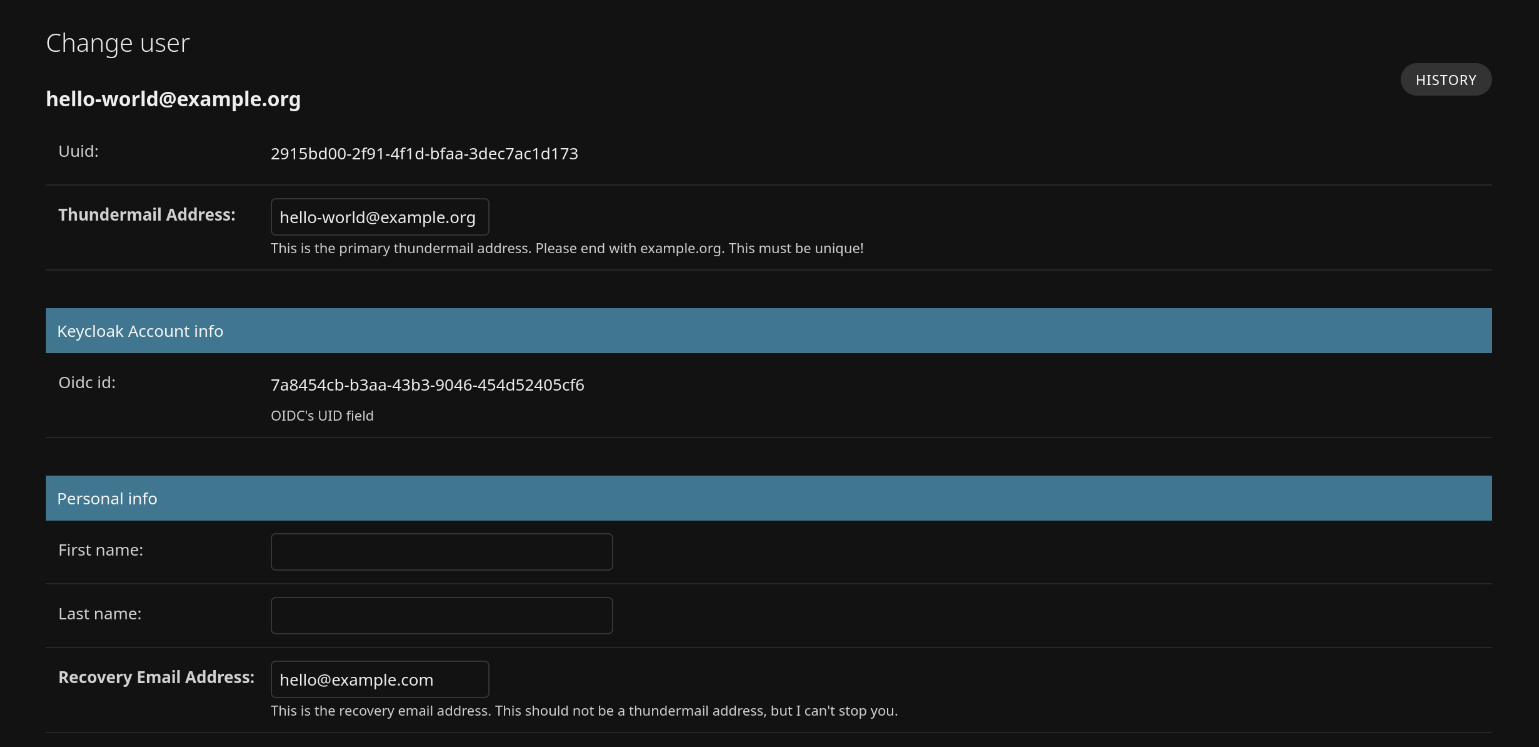 Change user
HISTORY
hello-world@example.org
Uuid: 2915bd00-2f91-4f1d-bfaa-3dec7ac1d173
Thundermail Address: hello-world@example.org
This is the primary thundermail address. Please end with example.org. This must be unique!
Keycloak Account info
Oidc id: 7a8454cb-b3aa-43b3-9046-454d52405cf6
OIDC's UID field
Personal info
First name:
Last name:
Recovery Email Address: hello@example.com
This is the recovery email address. This should not be a thundermail address, but I can't stop you.